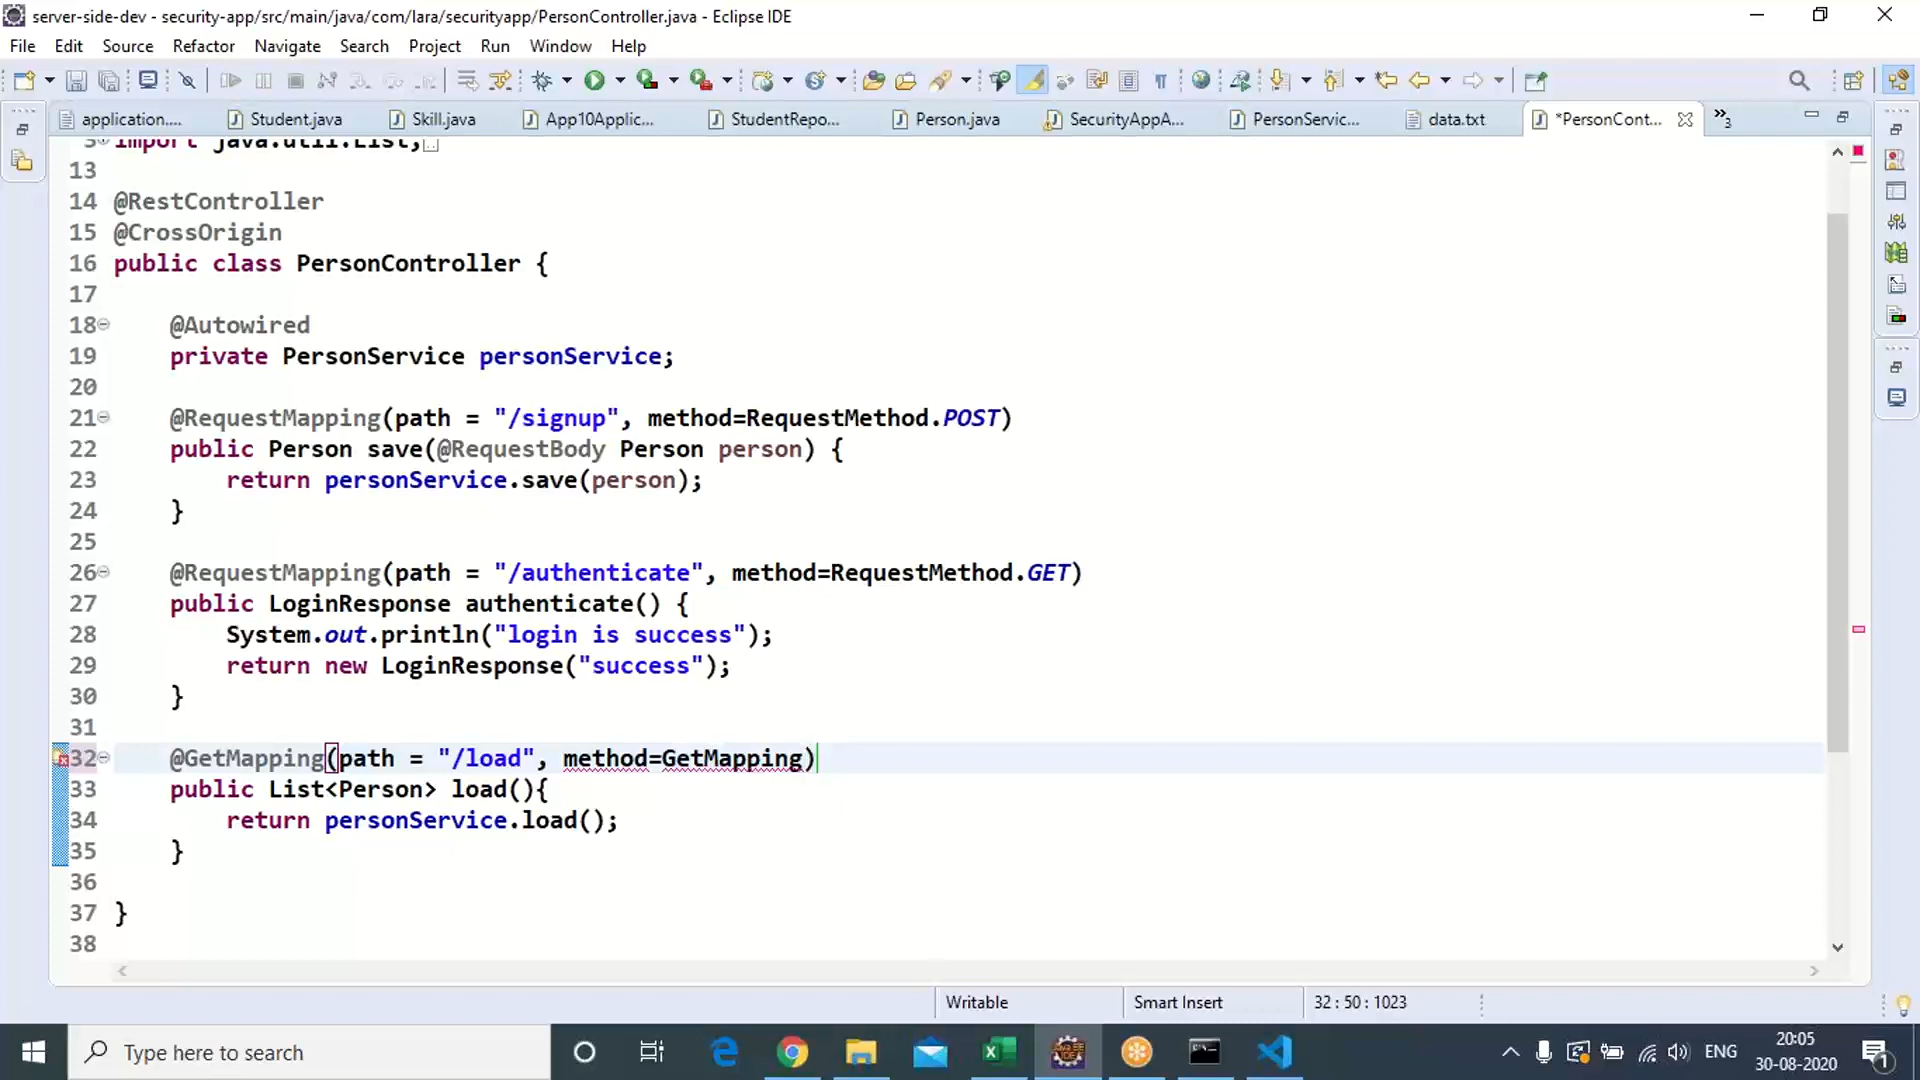 server-side-dev - security-app/src/main/java/com/lara/securityapp/PersonController.java - Eclipse IDE
File Edit Source Refactor Navigate Search Project Run Window Help
application.... Student.java Skill.java App10Applic... StudentRepo... Person.java SecurityAppA... PersonServic... data.txt *PersonCont... »3
3 import java.util.List;
13
14 @RestController
15 @CrossOrigin
16 public class PersonController {
17
18 @Autowired
19 private PersonService personService;
20
21 @RequestMapping(path = "/signup", method=RequestMethod.POST)
22 public Person save(@RequestBody Person person) {
23 return personService.save(person);
24 }
25
26 @RequestMapping(path = "/authenticate", method=RequestMethod.GET)
27 public LoginResponse authenticate() {
28 System.out.println("login is success");
29 return new LoginResponse("success");
30 }
31
32 @GetMapping(path = "/load", method=GetMapping)
33 public List<Person> load(){
34 return personService.load();
35 }
36
37 }
38
Writable Smart Insert 32 : 50 : 1023
Type here to search
ENG
20:05
30-08-2020
1